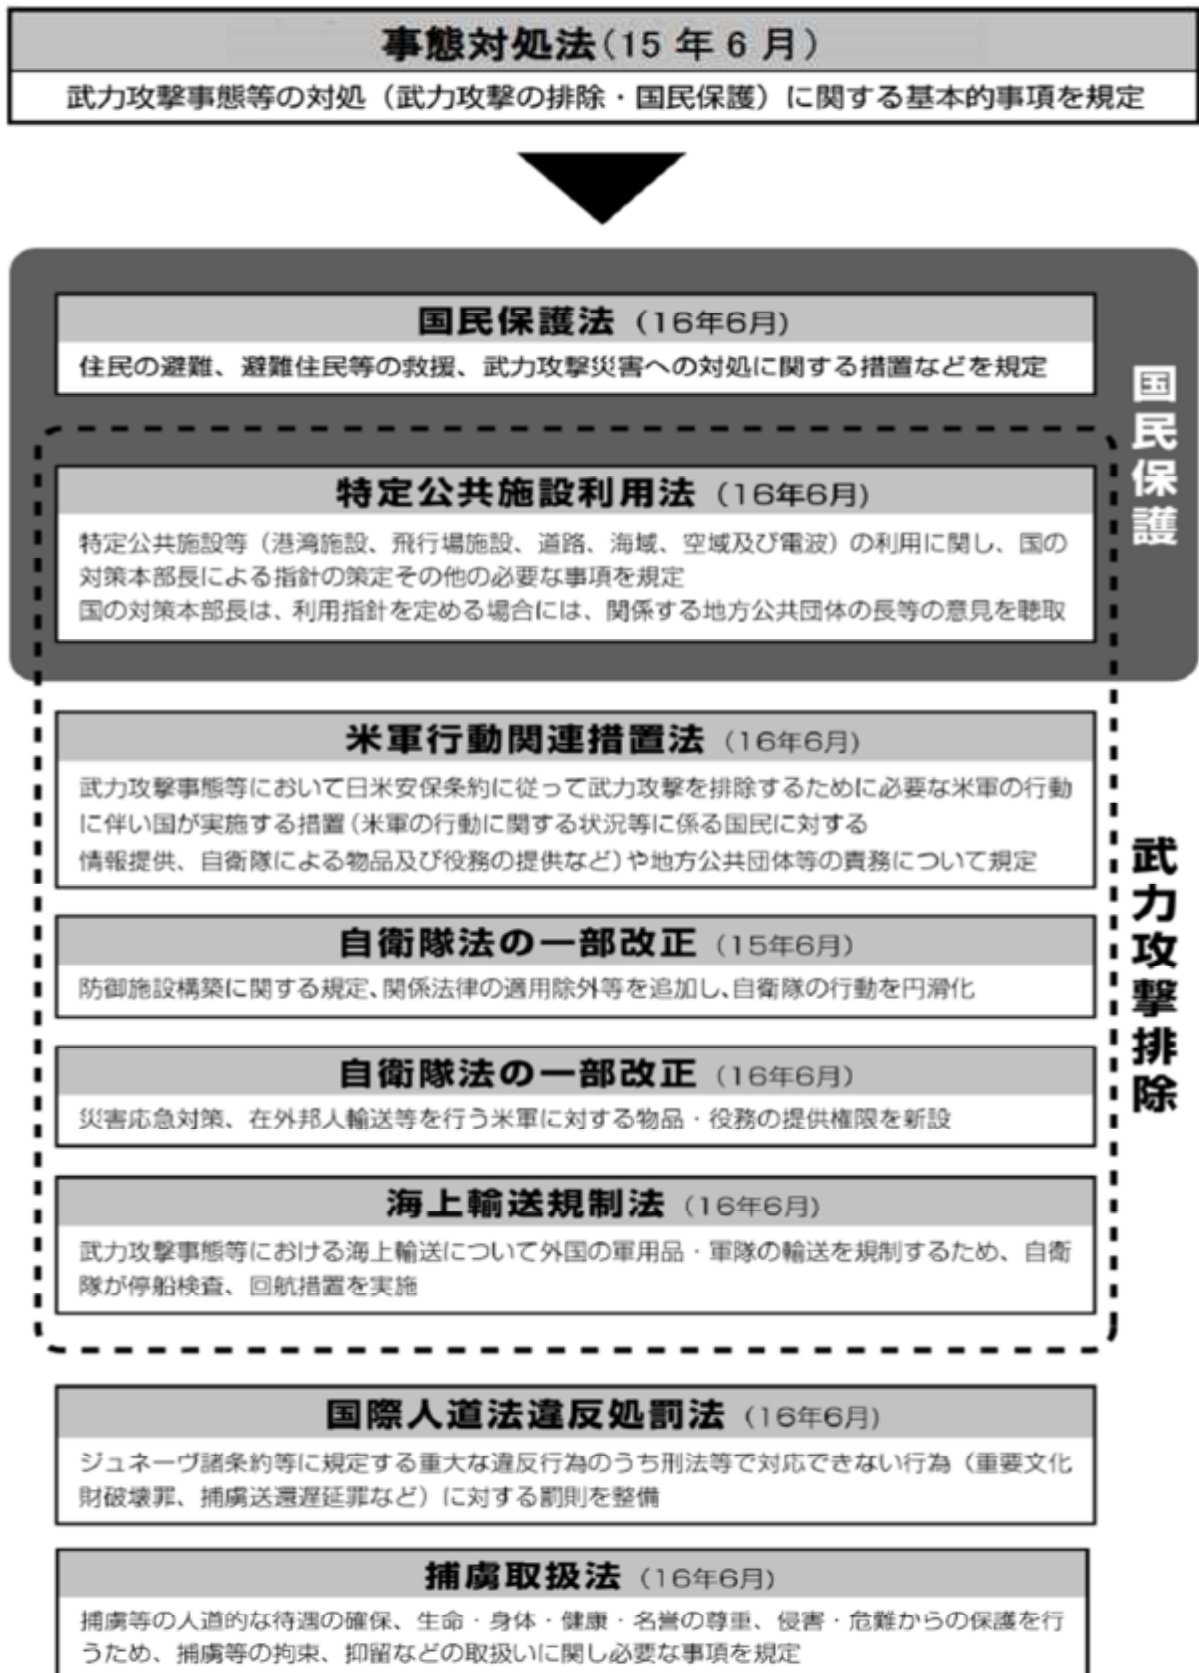 事態対処法(15 年 6 月)
武力攻撃事態等の対処（武力攻撃の排除・国民保護）に関する基本的事項を規定
国民保護法（16年6月）
住民の避難、避難住民等の救援、武力攻撃災害への対処に関する措置などを規定
国民保護
特定公共施設利用法（16年6月）
特定公共施設等（港湾施設、飛行場施設、道路、海域、空域及び電波）の利用に関し、国の
対策本部長による指針の策定その他の必要な事項を規定
国の対策本部長は、利用指針を定める場合には、関係する地方公共団体の長等の意見を聴取
米軍行動関連措置法（16年6月）
武力攻撃事態等において日米安保条約に従って武力攻撃を排除するために必要な米軍の行動
に伴い国が実施する措置（米軍の行動に関する状況等に係る国民に対する
情報提供、自衛隊による物品及び役務の提供など）や地方公共団体等の責務について規定
武力攻撃排除
自衛隊法の一部改正（15年6月）
防御施設構築に関する規定、関係法律の適用除外等を追加し、自衛隊の行動を円滑化
自衛隊法の一部改正（16年6月）
災害応急対策、在外邦人輸送等を行う米軍に対する物品・役務の提供権限を新設
海上輸送規制法（16年6月）
武力攻撃事態等における海上輸送について外国の軍用品・軍隊の輸送を規制するため、自衛
隊が停船検査、回航措置を実施
国際人道法違反処罰法（16年6月）
ジュネーヴ諸条約等に規定する重大な違反行為のうち刑法等で対応できない行為（重要文化
財破壊罪、捕虜送還遅延罪など）に対する罰則を整備
捕虜取扱法（16年6月）
捕虜等の人道的な待遇の確保、生命・身体・健康・名誉の尊重、侵害・危難からの保護を行
うため、捕虜等の拘束、抑留などの取扱いに関し必要な事項を規定